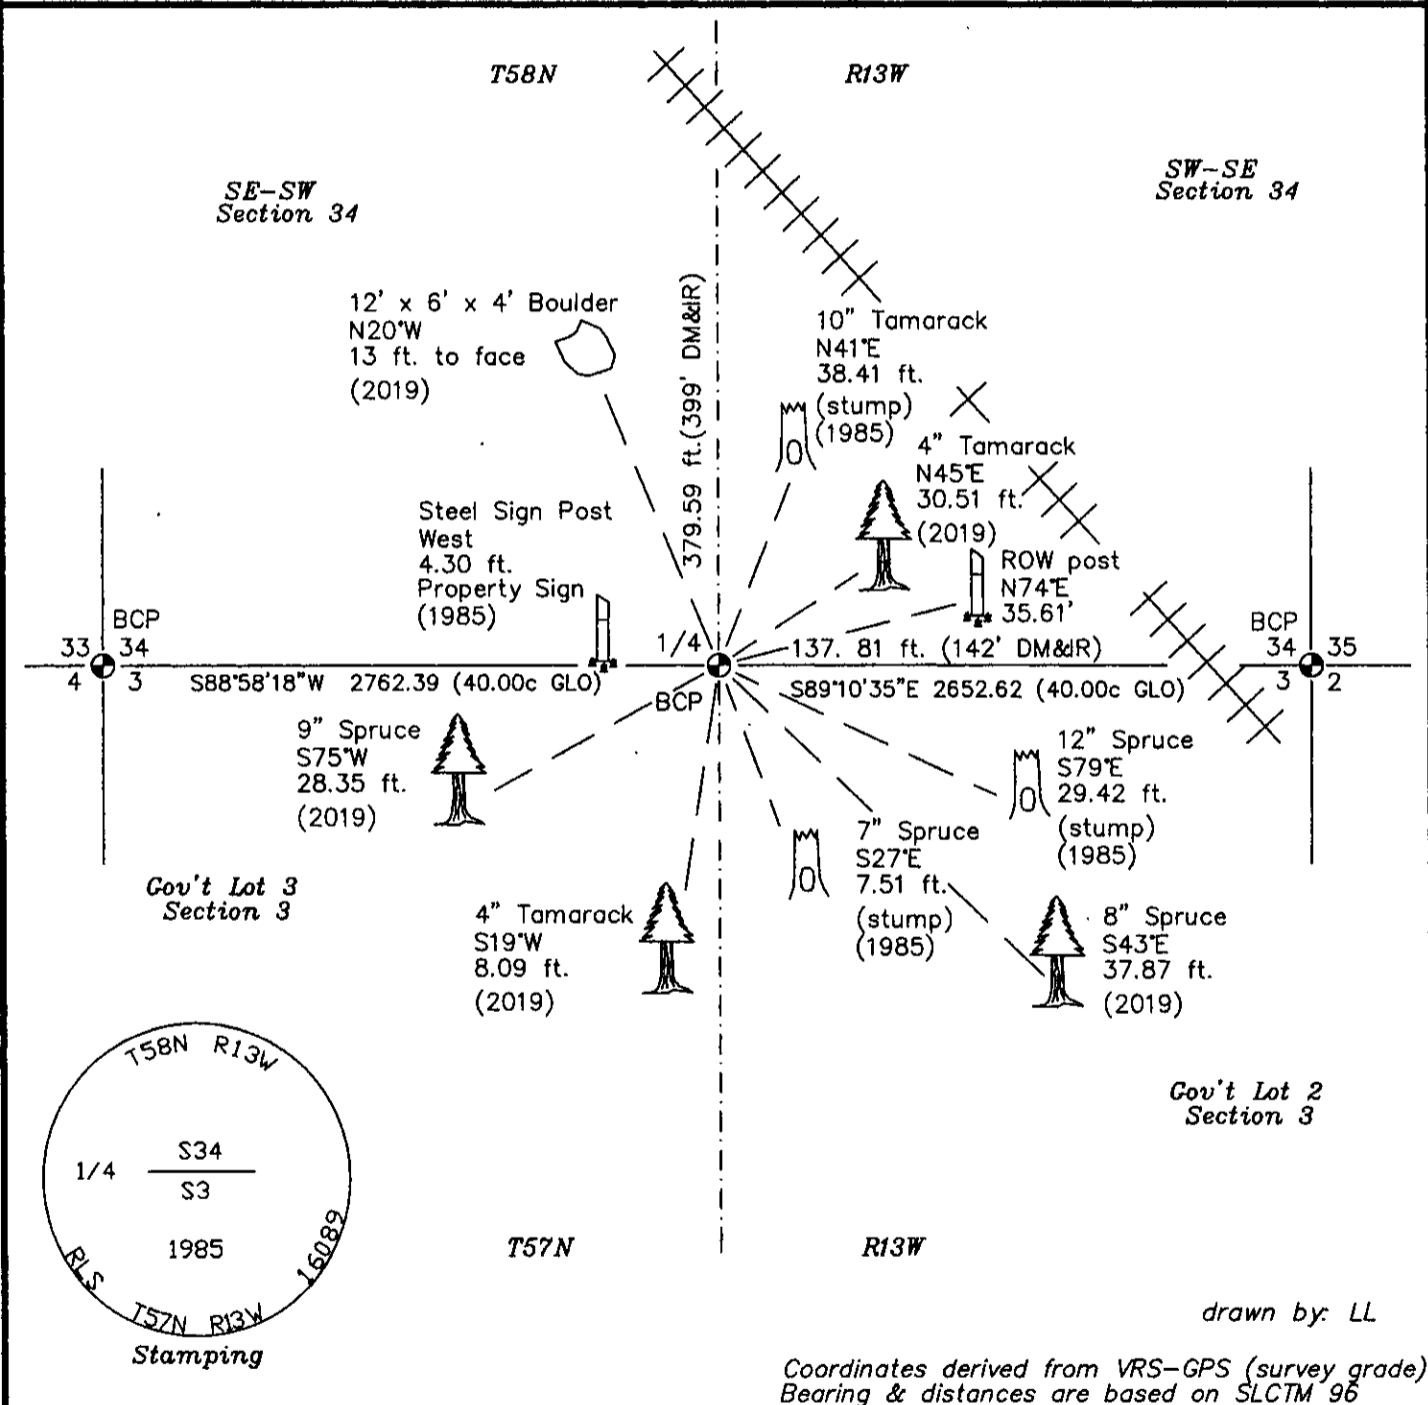 T58N
R13W
SE-SW
Section 34
SW-SE
Section 34
12' x 6' x 4' Boulder
N20°W
13 ft. to face
(2019)
379.59 ft.(399' DM&IR)
10" Tamarack
N41°E
38.41 ft.
(stump)
(1985)
4" Tamarack
N45°E
30.51 ft.
(2019)
Steel Sign Post
West
4.30 ft.
Property Sign
(1985)
ROW post
N74°E
35.61'
BCP
33 34
4 3
1/4
137. 81 ft. (142' DM&IR)
BCP
34 35
3 2
S88°58'18"W 2762.39 (40.00c GLO)
BCP
S89°10'35"E 2652.62 (40.00c GLO)
9" Spruce
S75°W
28.35 ft.
(2019)
12" Spruce
S79°E
29.42 ft.
(stump)
(1985)
7" Spruce
S27°E
7.51 ft.
(stump)
(1985)
Gov't Lot 3
Section 3
4" Tamarack
S19°W
8.09 ft.
(2019)
8" Spruce
S43°E
37.87 ft.
(2019)
Gov't Lot 2
Section 3
T58N R13W
1/4
S34
S3
1985
RLS
16089
T57N R13W
Stamping
T57N
R13W
drawn by: LL
Coordinates derived from VRS-GPS (survey grade)
Bearing & distances are based on SLCTM 96